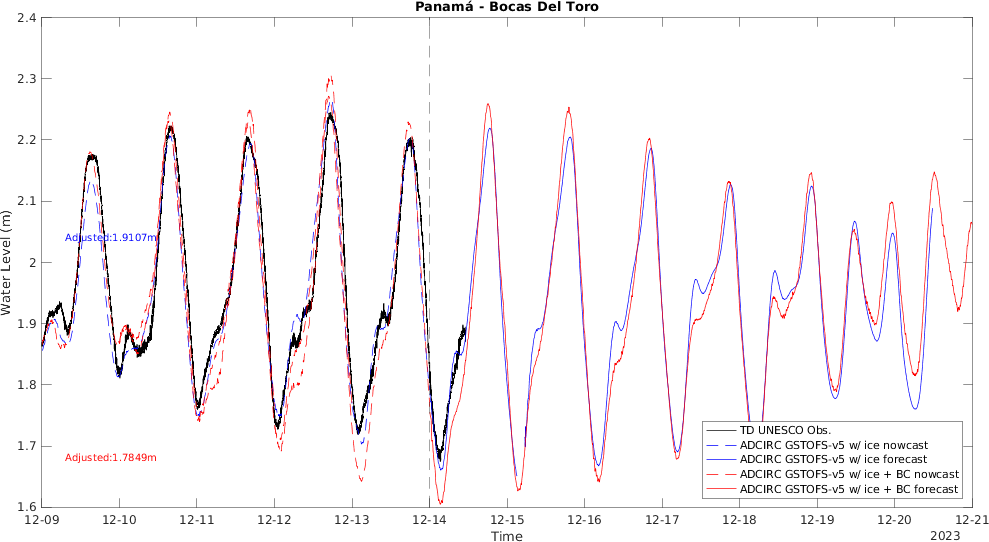 Panamá - Bocas Del Toro
2.4
2.3
2.2
2.1
2
1.9
1.8
1.7
1.6
Water Level (m)
Adjusted:1.9107m
Adjusted:1.7849m
TD UNESCO Obs.
ADCIRC GSTOFS-v5 w/ ice nowcast
ADCIRC GSTOFS-v5 w/ ice forecast
ADCIRC GSTOFS-v5 w/ ice + BC nowcast
ADCIRC GSTOFS-v5 w/ ice + BC forecast
12-09 12-10 12-11 12-12 12-13 12-14 12-15 12-16 12-17 12-18 12-19 12-20 12-21
Time
2023